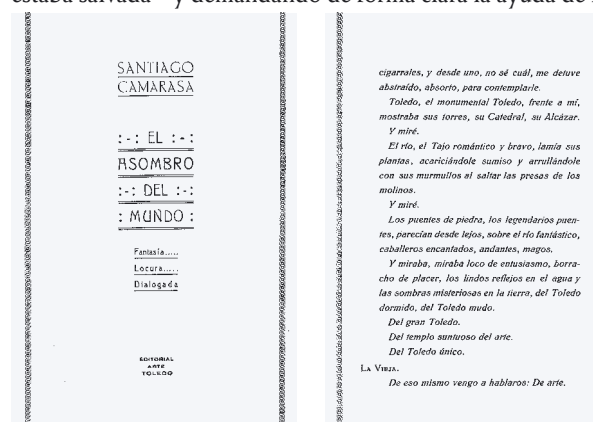 estaba salvada" y demandando de forma clara la ayuda de
SANTIAGO
CAMARASA
:-: EL :-:
ASOMBRO
:-: DEL :-:
: MUNDO :
Fantasía.....
Locura.....
Dialogada
EDITORIAL
ARTE
TOLEDO
cigarrales, y desde uno, no sé cuál, me detuve
abstraído, absorto, para contemplarle.
Toledo, el monumental Toledo, frente a mí,
mostraba sus torres, su Catedral, su Alcázar.
Y miré.
El río, el Tajo romántico y bravo, lamía sus
plantas, acariciándole sumiso y arrullándole
con sus murmullos al saltar las presas de los
molinos.
Y miré.
Los puentes de piedra, los legendarios puen-
tes, parecían desde lejos, sobre el río fantástico,
caballeros encantados, andantes, magos.
Y miraba, miraba loco de entusiasmo, borra-
cho de placer, los lindos reflejos en el agua y
las sombras misteriosas en la tierra, del Toledo
dormido, del Toledo mudo.
Del gran Toledo.
Del templo suntuoso del arte.
Del Toledo único.
LA VIEJA.
De eso mismo vengo a hablaros: De arte.